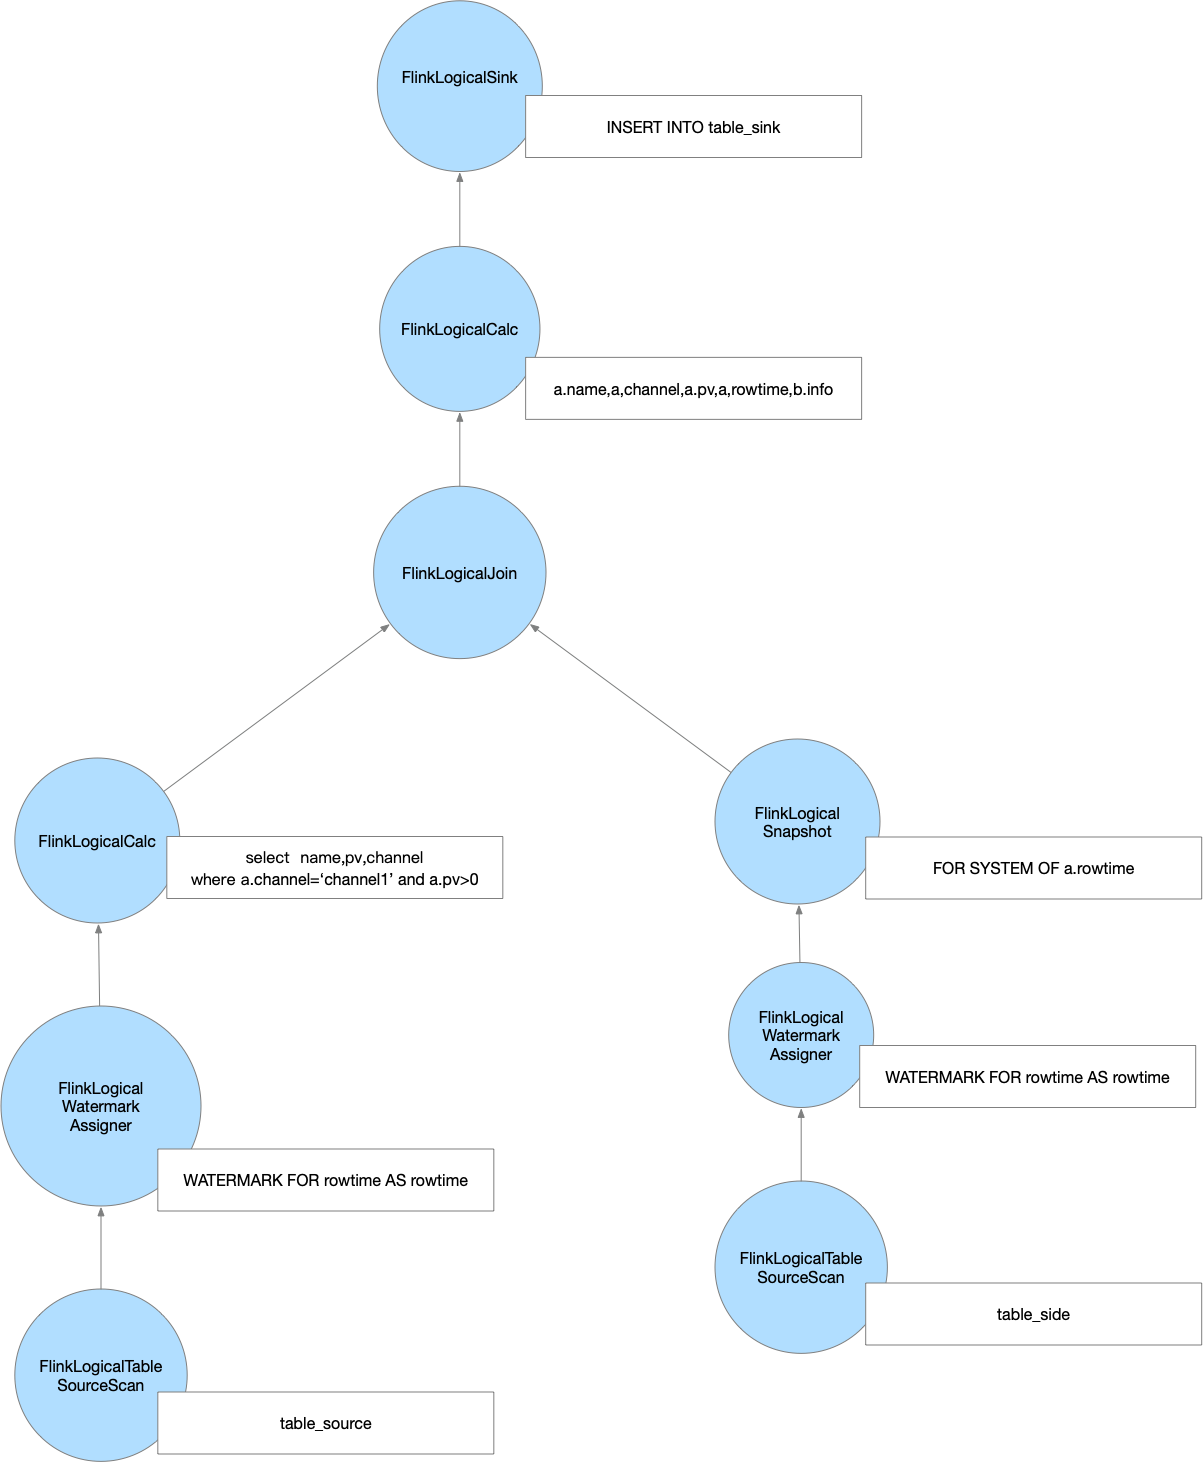 FlinkLogicalSink
INSERT INTO table_sink
FlinkLogicalCalc
a.name,a,channel,a.pv,a,rowtime,b.info
FlinkLogicalJoin
FlinkLogicalCalc
select name,pv,channel
where a.channel=‘channel1’ and a.pv>0
FlinkLogical
Snapshot
FOR SYSTEM OF a.rowtime
FlinkLogical
Watermark
Assigner
WATERMARK FOR rowtime AS rowtime
FlinkLogical
Watermark
Assigner
WATERMARK FOR rowtime AS rowtime
FlinkLogicalTable
SourceScan
table_side
FlinkLogicalTable
SourceScan
table_source